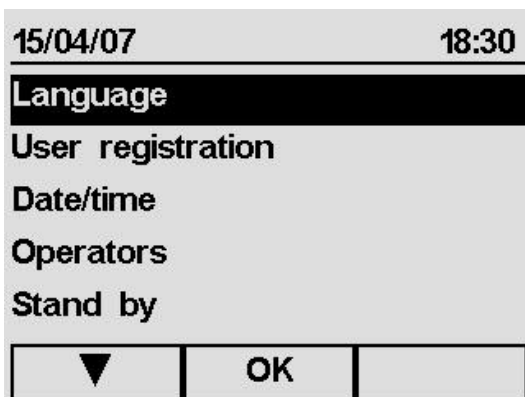 15/04/07 18:30
Language
User registration
Date/time
Operators
Stand by
▼ OK